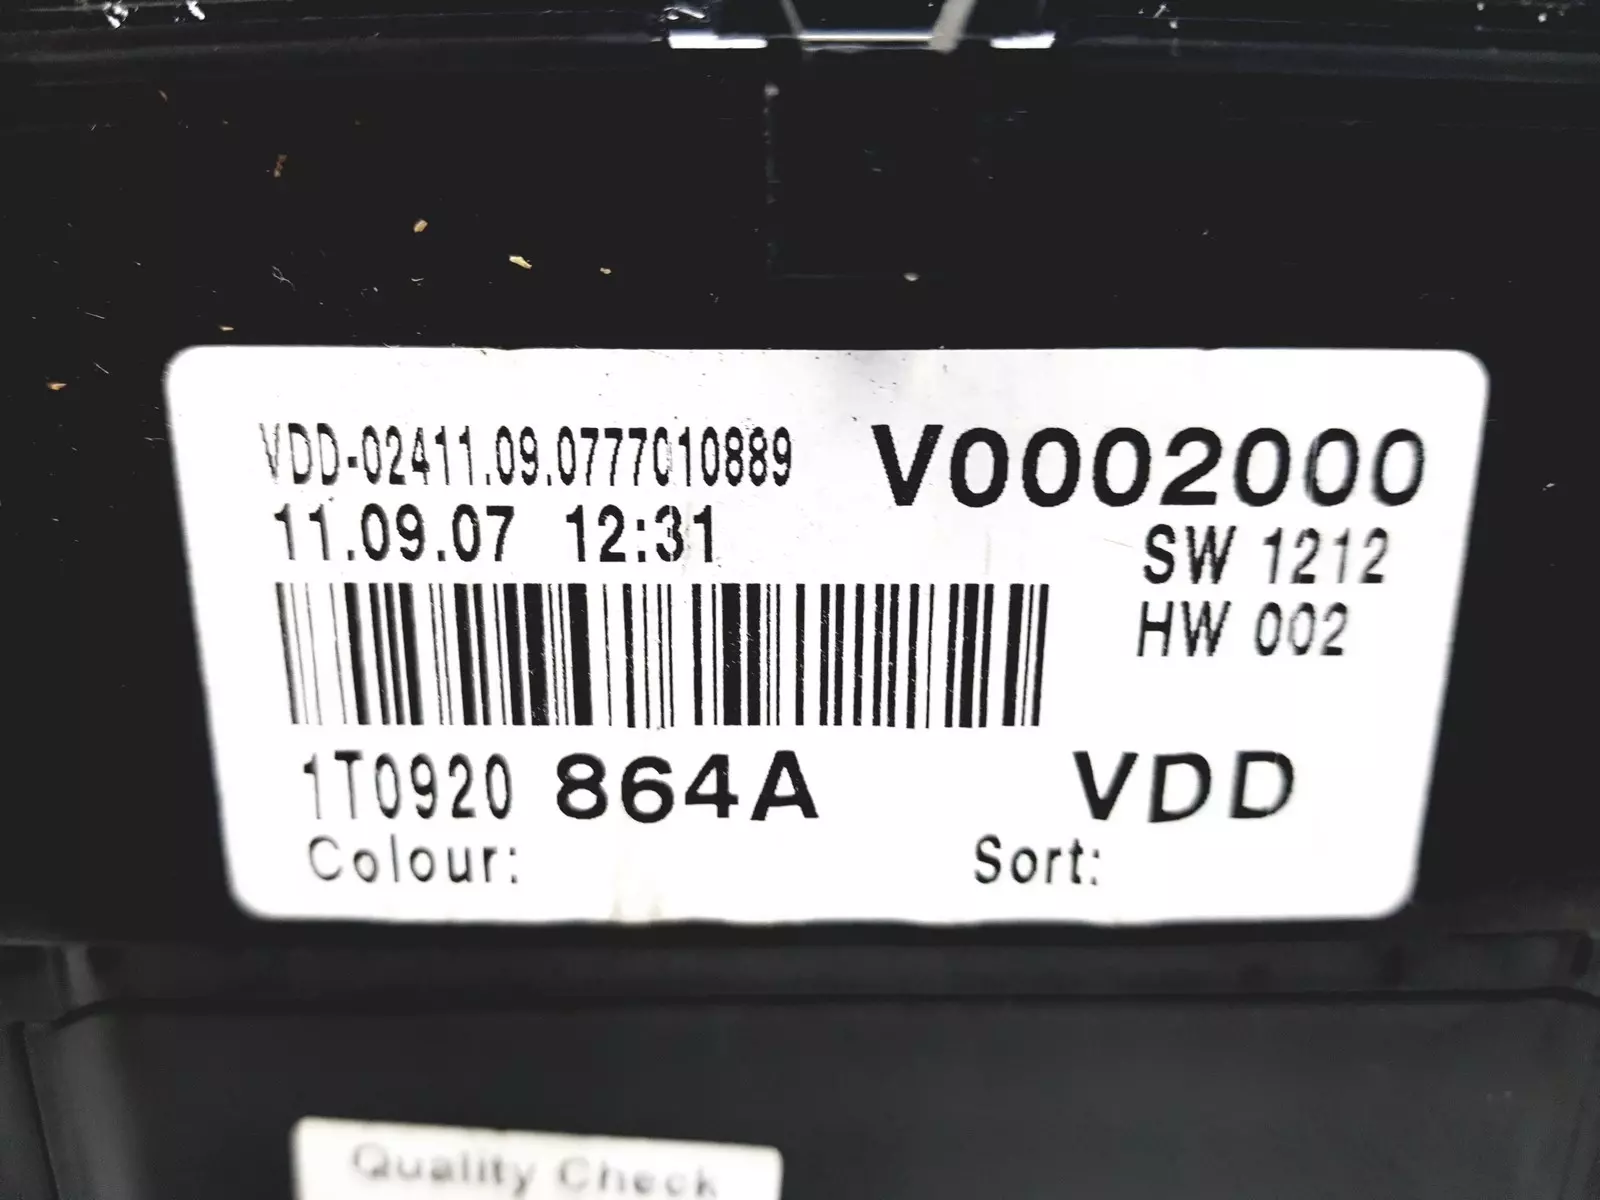 VDD-02411.09.0777010889 V0002000
11.09.07 12:31 SW 1212
HW 002
1T0920 864A VDD
Colour: Sort:
Quality Check